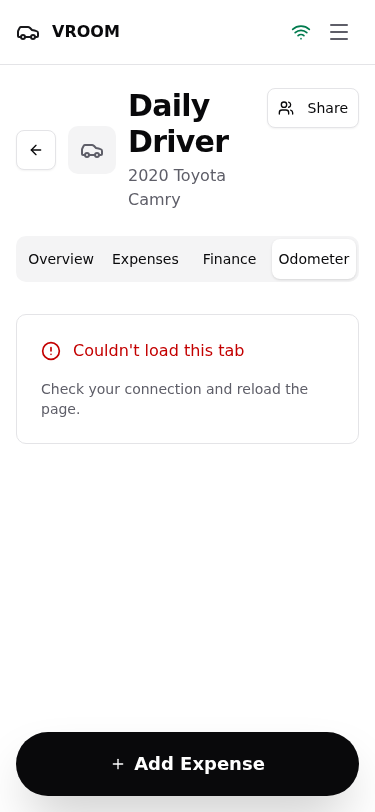 VROOM
Daily
Driver
2020 Toyota
Camry
Share
Overview Expenses Finance Odometer
Couldn't load this tab
Check your connection and reload the
page.
+ Add Expense